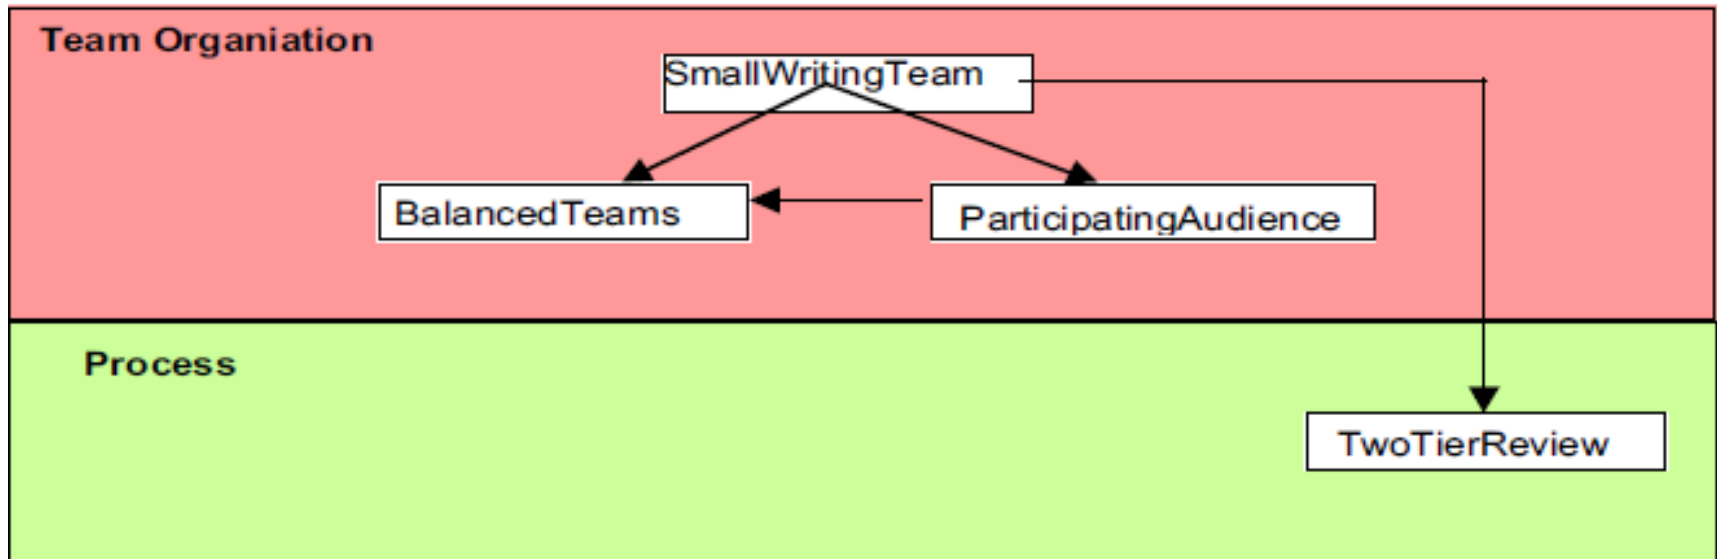 Team Organiation
SmallWritingTeam
BalancedTeams
ParticipatingAudience
Process
TwoTierReview